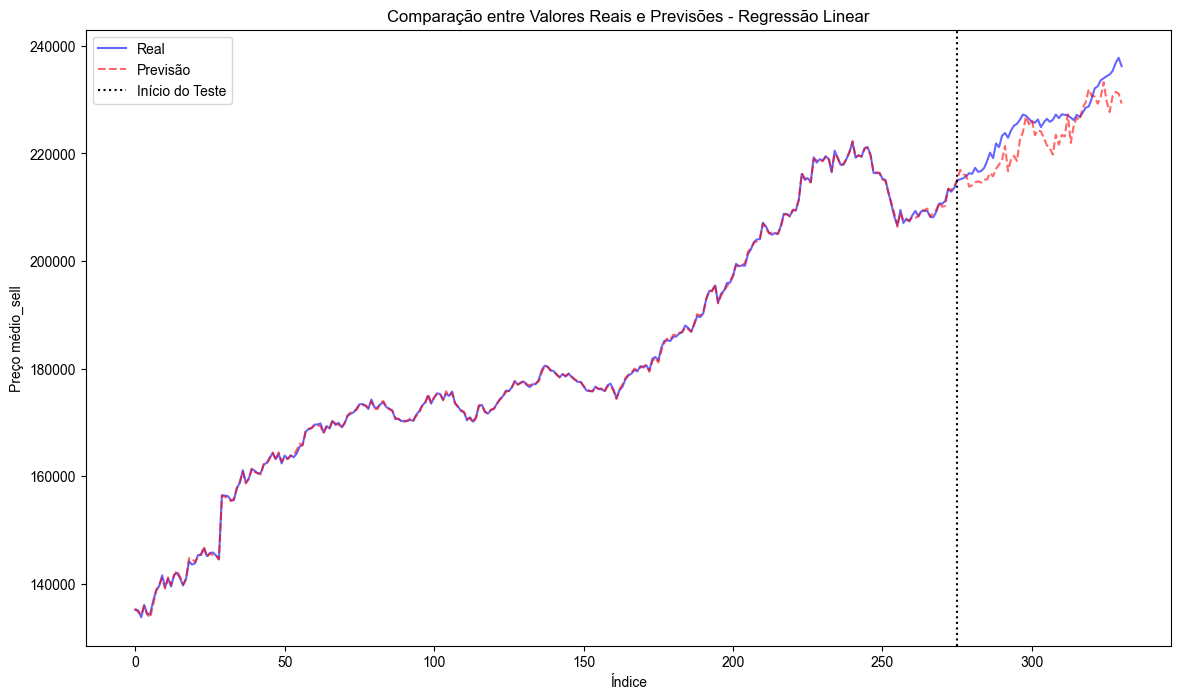 Comparação entre Valores Reais e Previsões - Regressão Linear
Real
Previsão
Início do Teste
Preço médio_sell
240000
220000
200000
180000
160000
140000
0 50 100 150 200 250 300
Índice